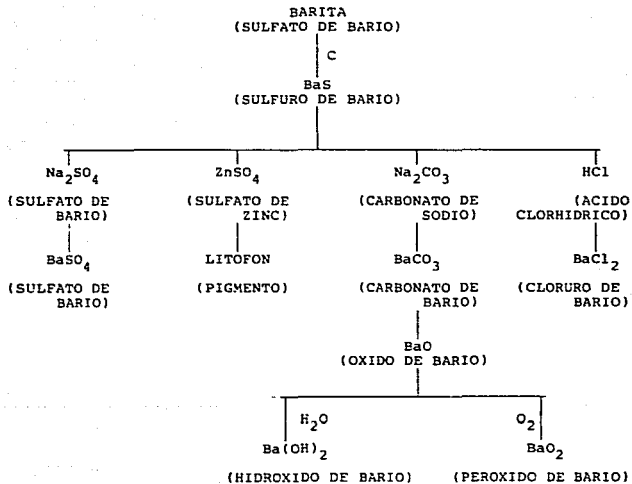 BARITA
(SULFATO DE BARIO)
C
BaS
(SULFURO DE BARIO)
Na2SO4 ZnSO4 Na2CO3 HCl
(SULFATO DE (SULFATO DE (CARBONATO DE (ACIDO
BARIO) ZINC) SODIO) CLORHIDRICO)
BaSO4 LITOFON BaCO3 BaCl2
(SULFATO DE (PIGMENTO) (CARBONATO DE (CLORURO DE
BARIO) BARIO) BARIO)
BaO
(OXIDO DE BARIO)
H2O O2
Ba(OH)2 BaO2
(HIDROXIDO DE BARIO) (PEROXIDO DE BARIO)